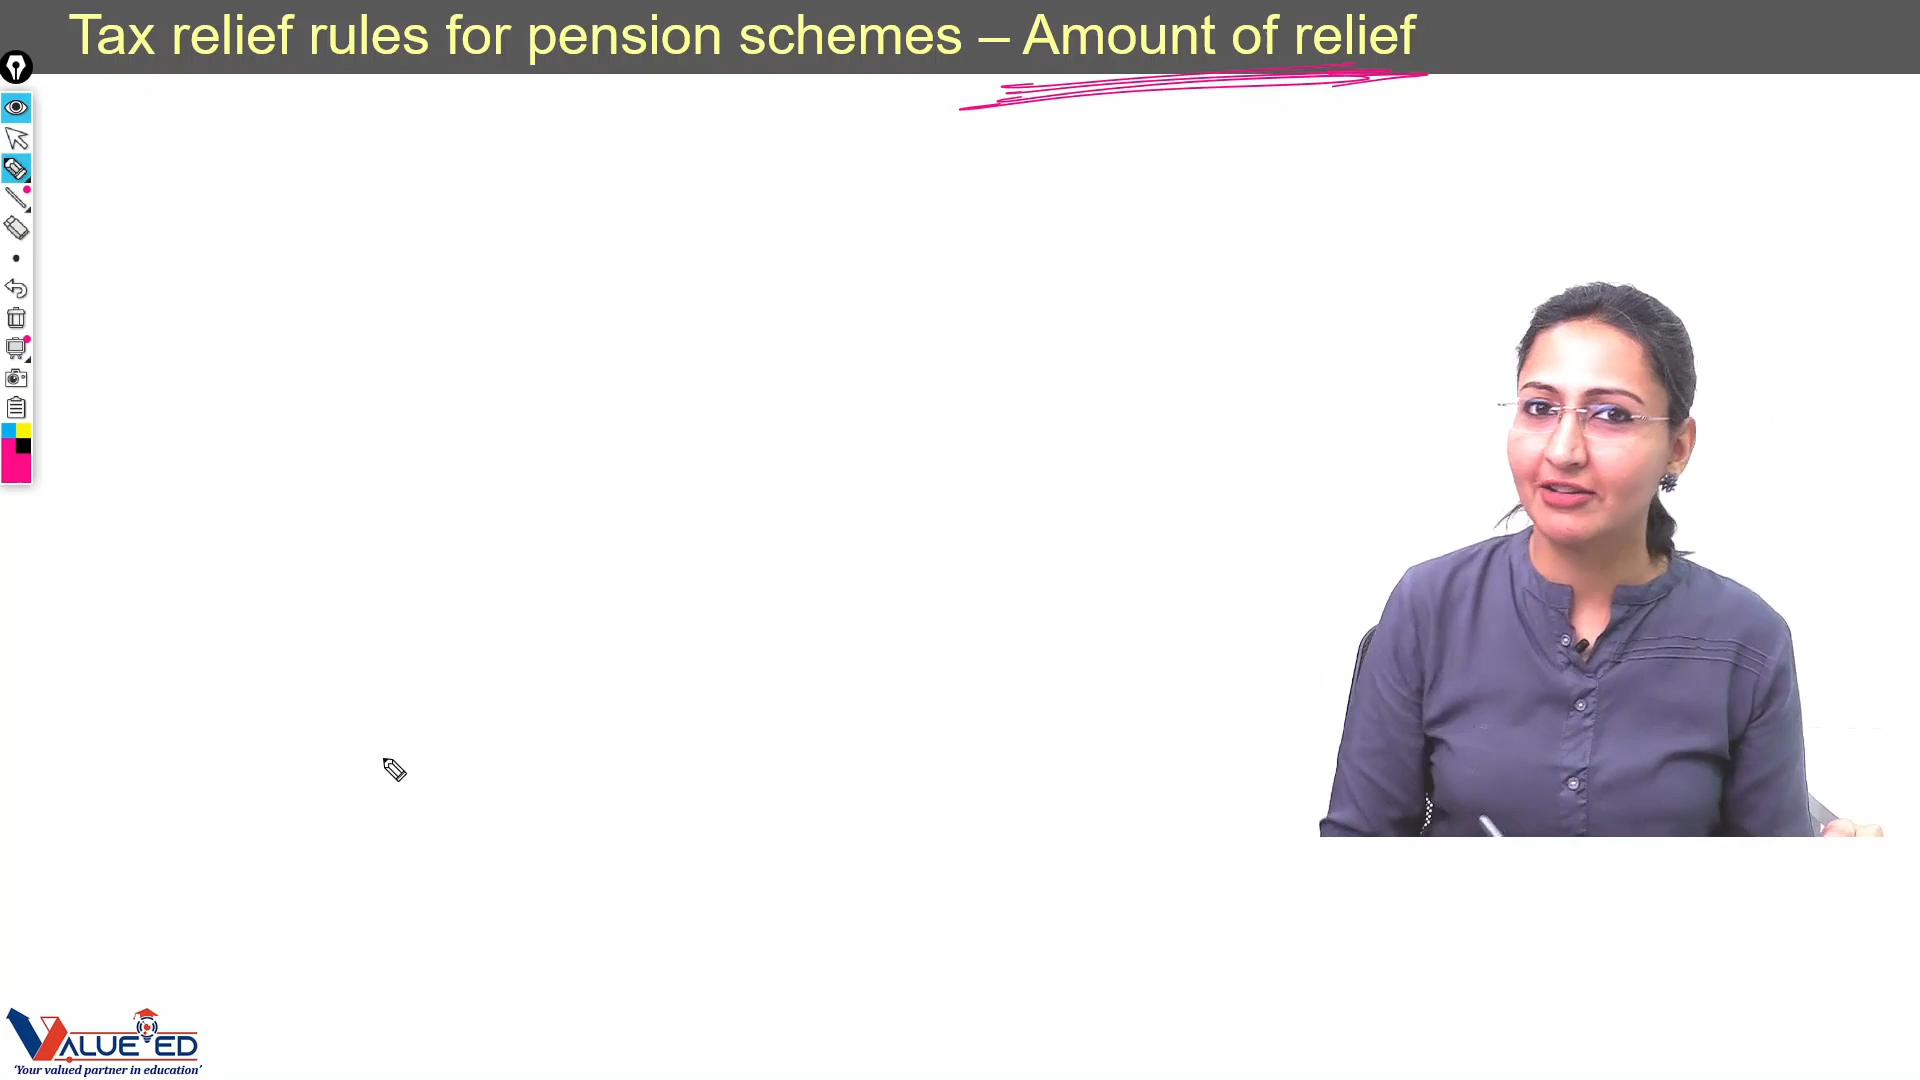 Tax relief rules for pension schemes – Amount of relief
VALUE ED
‘Your valued partner in education’